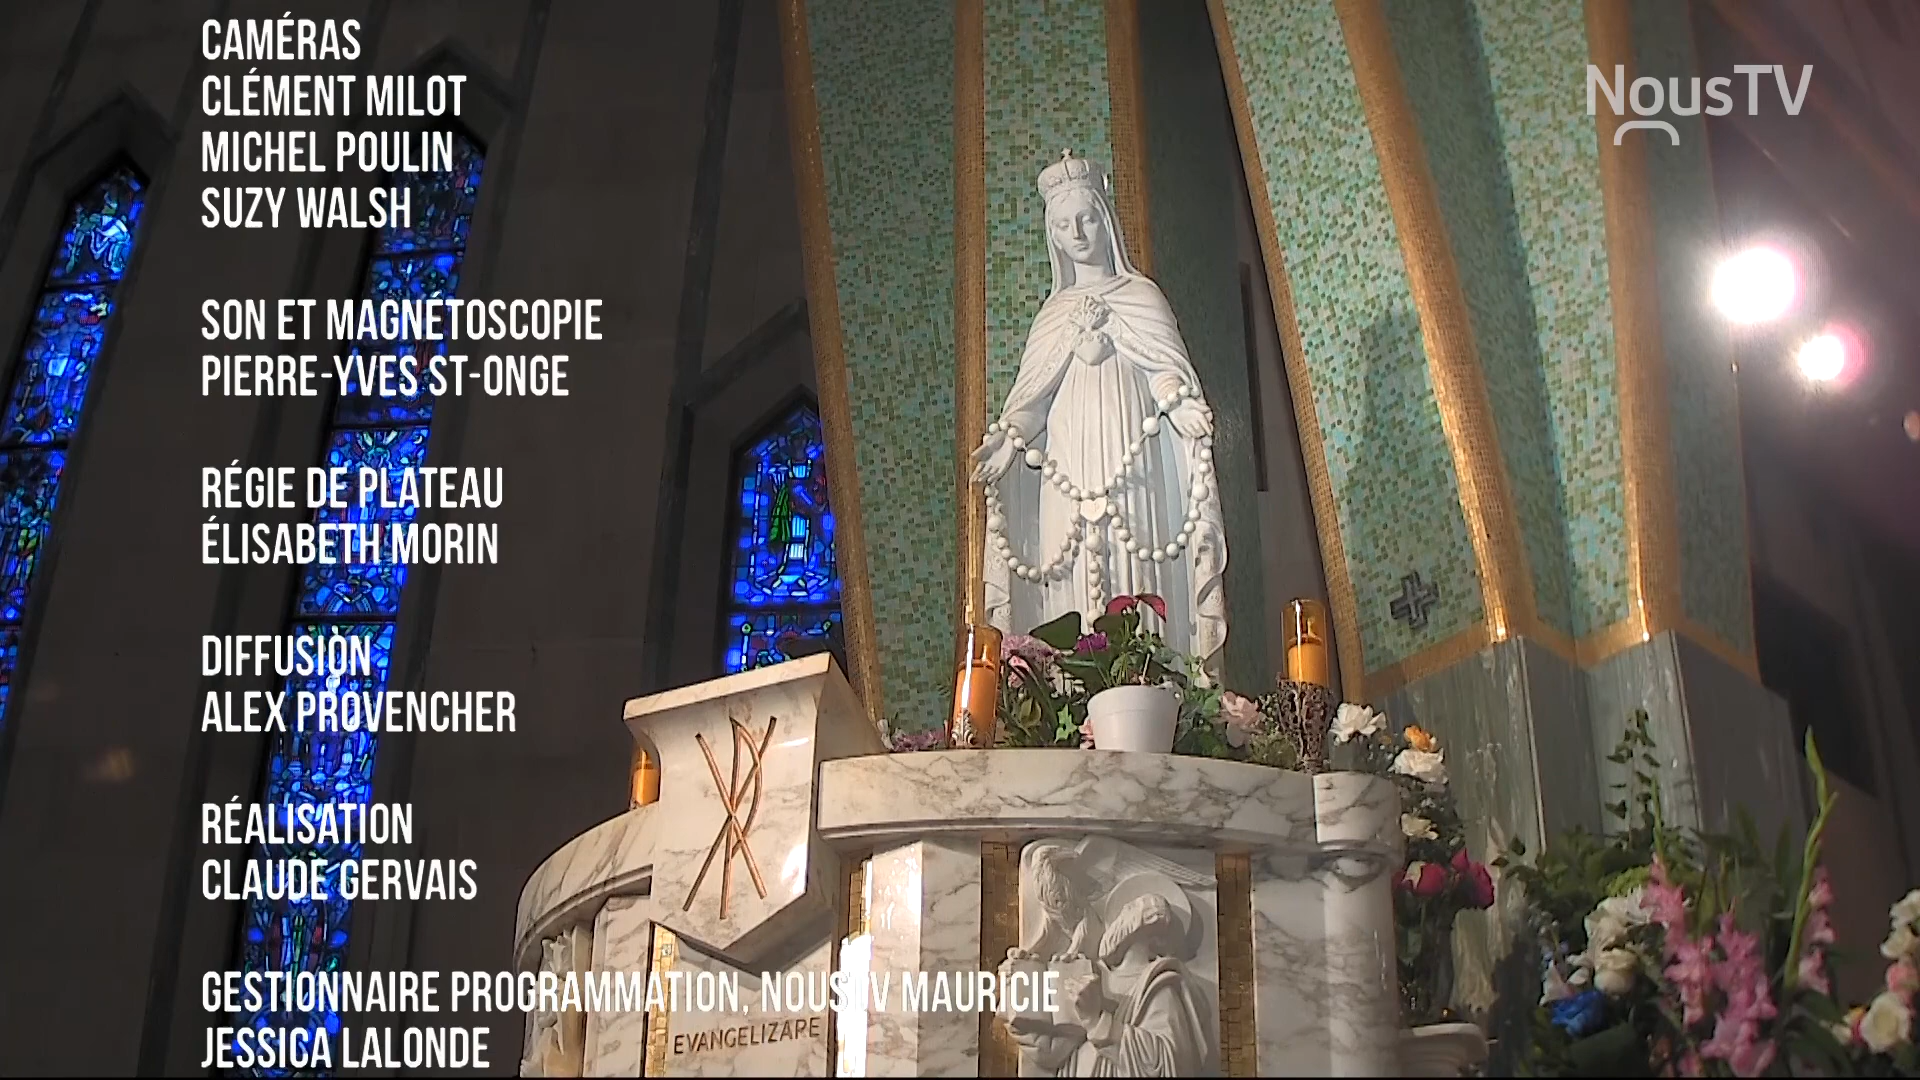 CAMÉRAS
CLÉMENT MILOT
MICHEL POULIN
SUZY WALSH
NousTV
SON ET MAGNÉTOSCOPIE
PIERRE-YVES ST-ONGE
RÉGIE DE PLATEAU
ÉLISABETH MORIN
DIFFUSION
ALEX PROVENCHER
RÉALISATION
CLAUDE GERVAIS
GESTIONNAIRE PROGRAMMATION, NOUSTV MAURICIE
JESSICA LALONDE
EVANGELIZARE